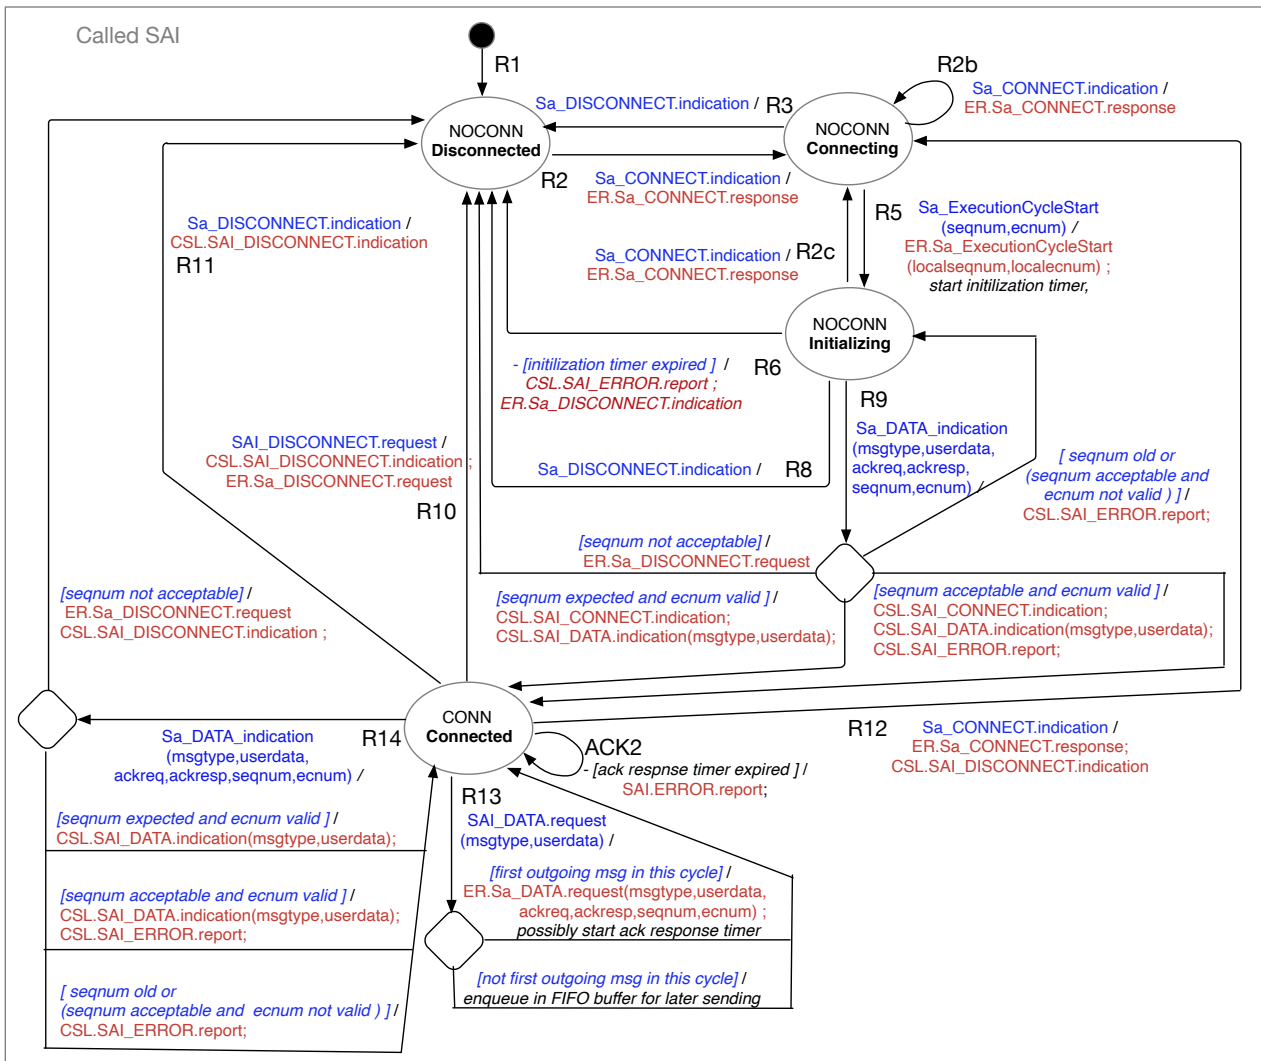 Called SAI
R1
R2b
Sa_CONNECT.indication /
ER.Sa_CONNECT.response
Sa_DISCONNECT.indication /
R3
NOCONN
Disconnected
NOCONN
Connecting
R2
Sa_CONNECT.indication /
ER.Sa_CONNECT.response
R5
Sa_ExecutionCycleStart
(seqnum,ecnum) /
ER.Sa_ExecutionCycleStart
(localseqnum,localecnum) ;
start initilization timer,
Sa_DISCONNECT.indication /
CSL.SAI_DISCONNECT.indication
R11
Sa_CONNECT.indication /
ER.Sa_CONNECT.response
R2c
NOCONN
Initializing
- [initilization timer expired ] /
CSL.SAI_ERROR.report ;
ER.Sa_DISCONNECT.indication
R6
R9
Sa_DATA_indication
(msgtype,userdata,
ackreq,ackresp,
seqnum,ecnum) /
SAI_DISCONNECT.request /
CSL.SAI_DISCONNECT.indication ;
ER.Sa_DISCONNECT.request
R10
Sa_DISCONNECT.indication /
R8
[ seqnum old or
(seqnum acceptable and
ecnum not valid ) ] /
CSL.SAI_ERROR.report;
[seqnum not acceptable] /
ER.Sa_DISCONNECT.request
[seqnum not acceptable] /
ER.Sa_DISCONNECT.request
CSL.SAI_DISCONNECT.indication ;
[seqnum expected and ecnum valid ] /
CSL.SAI_CONNECT.indication;
CSL.SAI_DATA.indication(msgtype,userdata);
[seqnum acceptable and ecnum valid ] /
CSL.SAI_CONNECT.indication;
CSL.SAI_DATA.indication(msgtype,userdata);
CSL.SAI_ERROR.report;
CONN
Connected
R14
Sa_DATA_indication
(msgtype,userdata,
ackreq,ackresp,seqnum,ecnum) /
R12
Sa_CONNECT.indication /
ER.Sa_CONNECT.response;
CSL.SAI_DISCONNECT.indication
ACK2
- [ack respnse timer expired ] /
SAI.ERROR.report;
R13
SAI_DATA.request
(msgtype,userdata) /
[seqnum expected and ecnum valid ] /
CSL.SAI_DATA.indication(msgtype,userdata);
[first outgoing msg in this cycle] /
ER.Sa_DATA.request(msgtype,userdata,
ackreq,ackresp,seqnum,ecnum) ;
possibly start ack response timer
[seqnum acceptable and ecnum valid ] /
CSL.SAI_DATA.indication(msgtype,userdata);
CSL.SAI_ERROR.report;
[not first outgoing msg in this cycle] /
enqueue in FIFO buffer for later sending
[ seqnum old or
(seqnum acceptable and ecnum not valid ) ] /
CSL.SAI_ERROR.report;